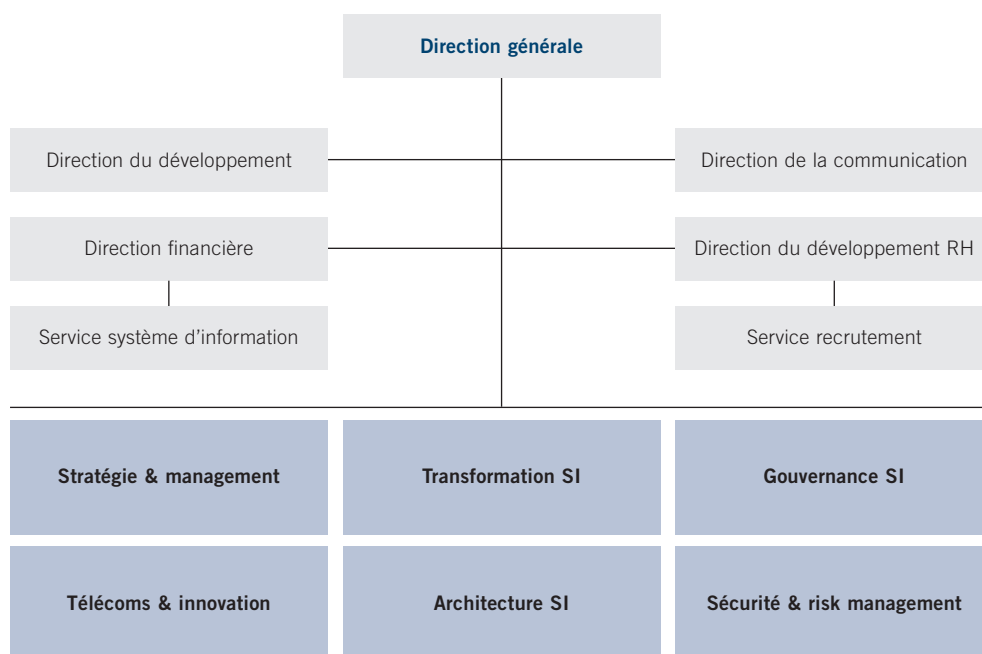 Direction générale
Direction du développement
Direction de la communication
Direction financière
Direction du développement RH
Service système d’information
Service recrutement
Stratégie & management
Transformation SI
Gouvernance SI
Télécoms & innovation
Architecture SI
Sécurité & risk management